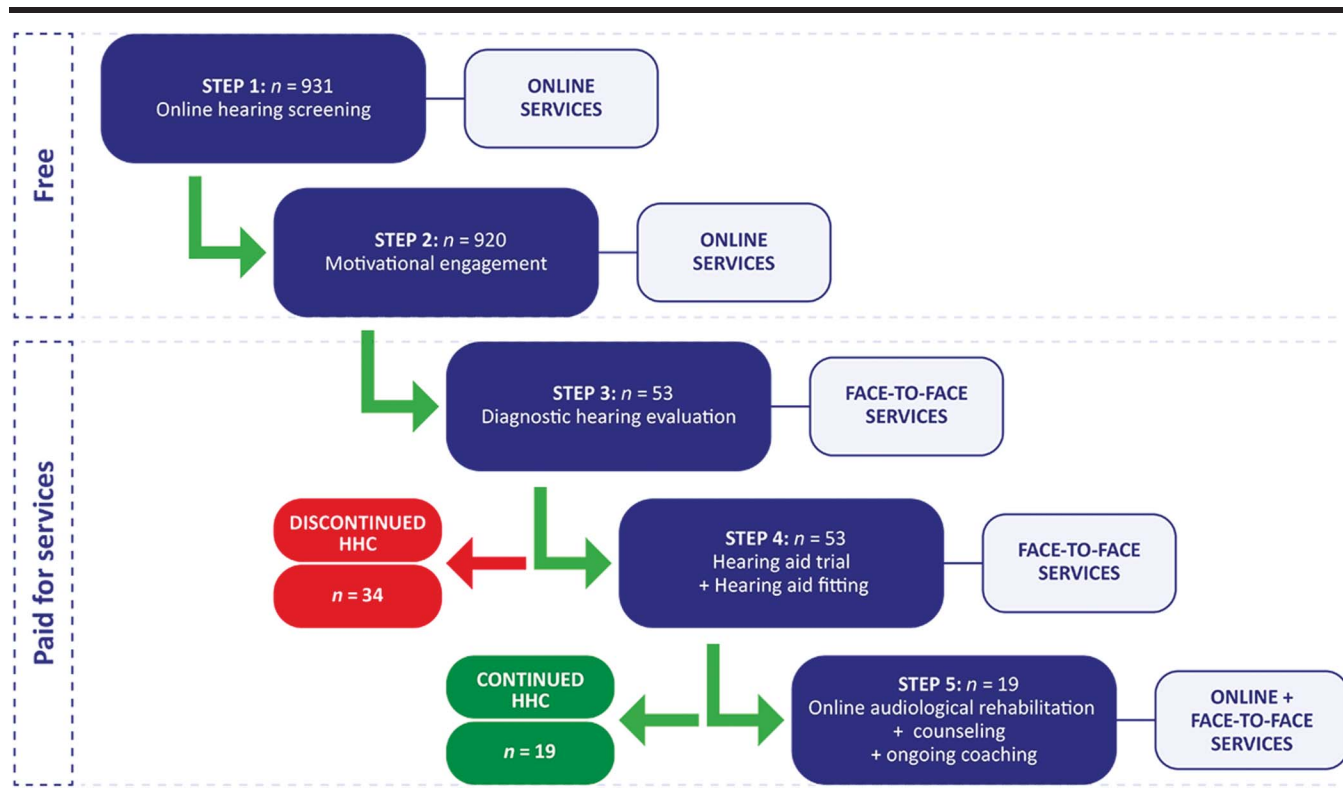 Free
STEP 1: n = 931
Online hearing screening
ONLINE
SERVICES
STEP 2: n = 920
Motivational engagement
ONLINE
SERVICES
Paid for services
STEP 3: n = 53
Diagnostic hearing evaluation
FACE-TO-FACE
SERVICES
DISCONTINUED
HHC
n = 34
STEP 4: n = 53
Hearing aid trial
+ Hearing aid fitting
FACE-TO-FACE
SERVICES
CONTINUED
HHC
n = 19
STEP 5: n = 19
Online audiological rehabilitation
+ counseling
+ ongoing coaching
ONLINE +
FACE-TO-FACE
SERVICES